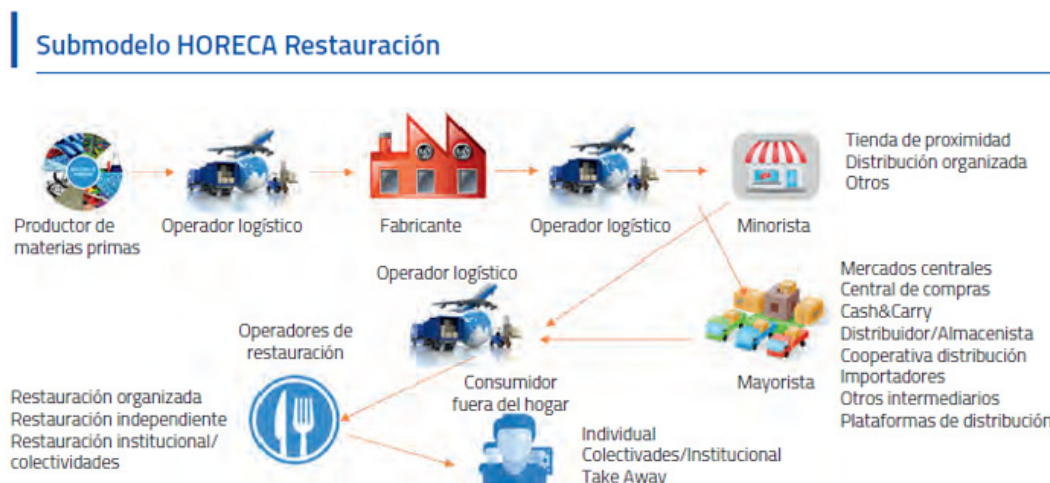 Submodelo HORECA Restauración
Productor de
materias primas
Operador logístico
Fabricante
Operador logístico
Minorista
Tienda de proximidad
Distribución organizada
Otros
Operador logístico
Mayorista
Mercados centrales
Central de compras
Cash&Carry
Distribuidor/Almacenista
Cooperativa distribución
Importadores
Otros intermediarios
Plataformas de distribución
Operadores de
restauración
Restauración organizada
Restauración independiente
Restauración institucional/
colectividades
Consumidor
fuera del hogar
Individual
Colectivades/Institucional
Take Away